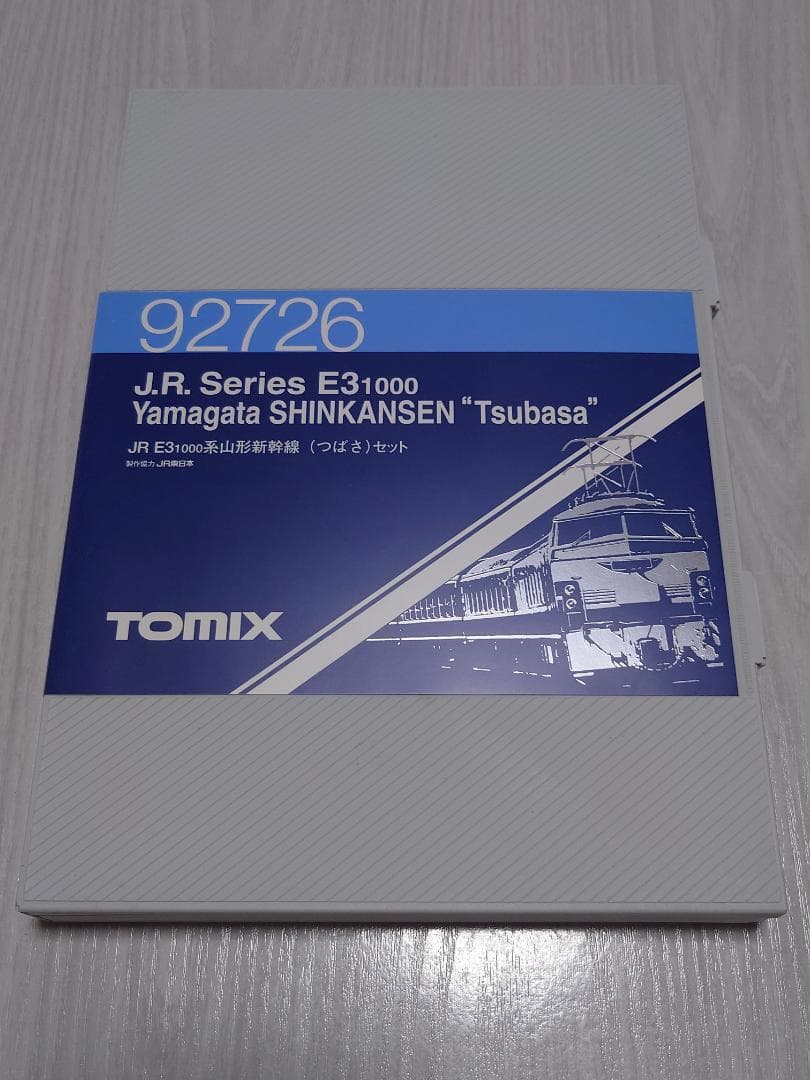 92726
J.R. Series E31000
Yamagata SHINKANSEN “Tsubasa”
JR E31000系山形新幹線（つばさ）セット
製作協力 JR東日本
TOMIX